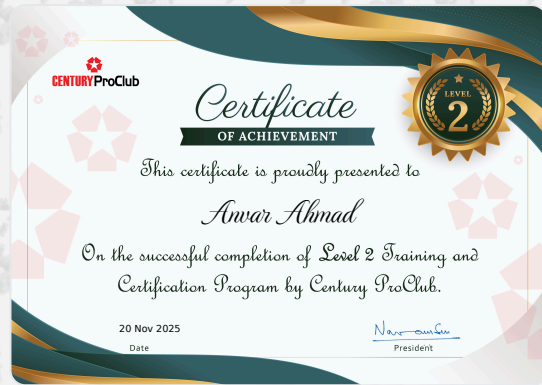 CENTURY ProClub
Certificate
OF ACHIEVEMENT
LEVEL
2
This certificate is proudly presented to
Anwar Ahmad
On the successful completion of Level 2 Training and
Certification Program by Century ProClub.
20 Nov 2025
Date
President